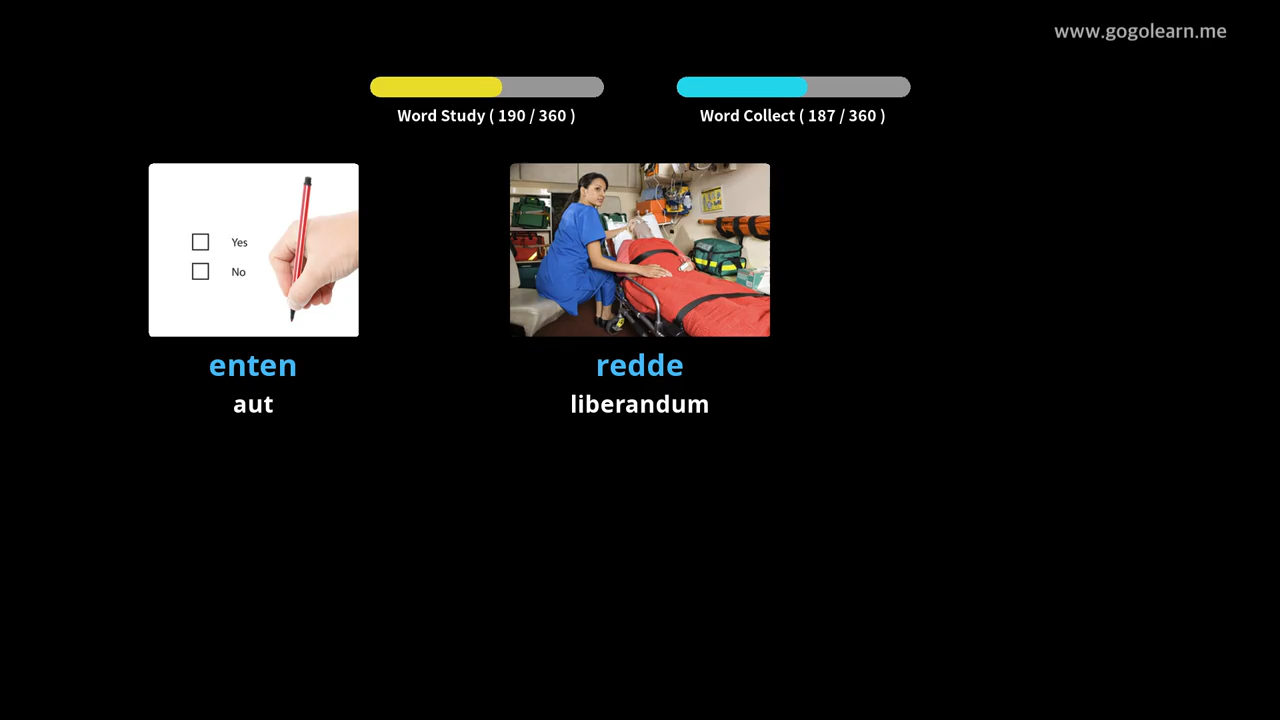 www.gogolearn.me
Word Study ( 190 / 360 )
Word Collect ( 187 / 360 )
Yes
No
enten
redde
aut
liberandum